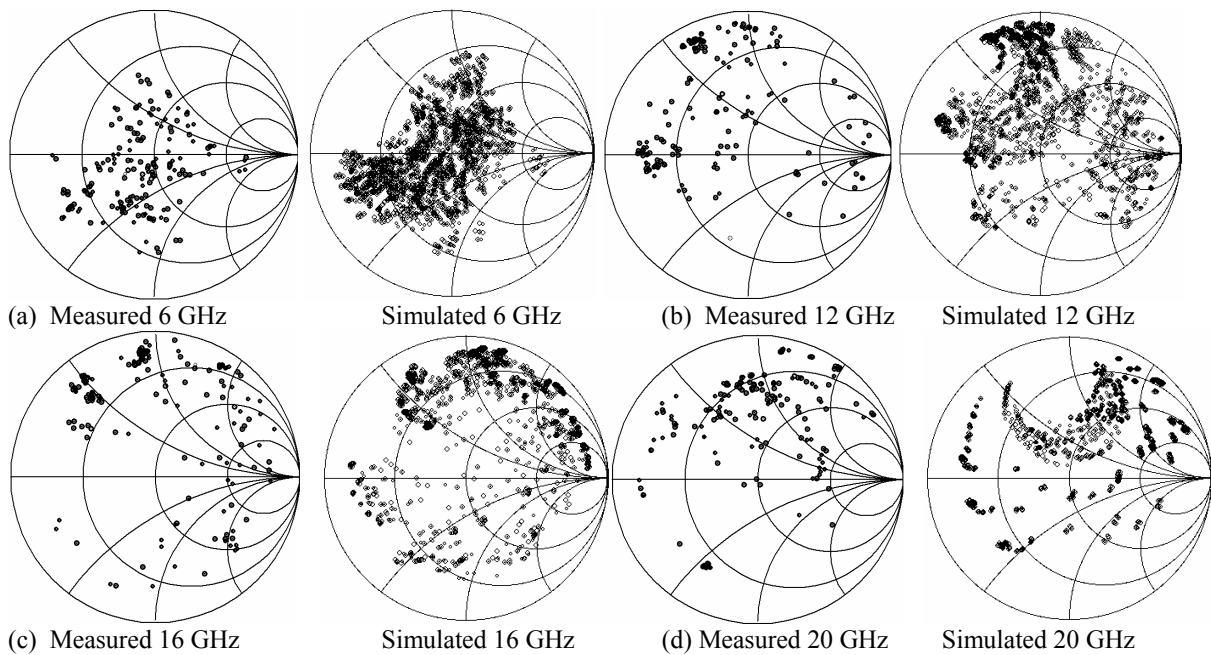 (a) Measured 6 GHz Simulated 6 GHz (b) Measured 12 GHz Simulated 12 GHz
(c) Measured 16 GHz Simulated 16 GHz (d) Measured 20 GHz Simulated 20 GHz